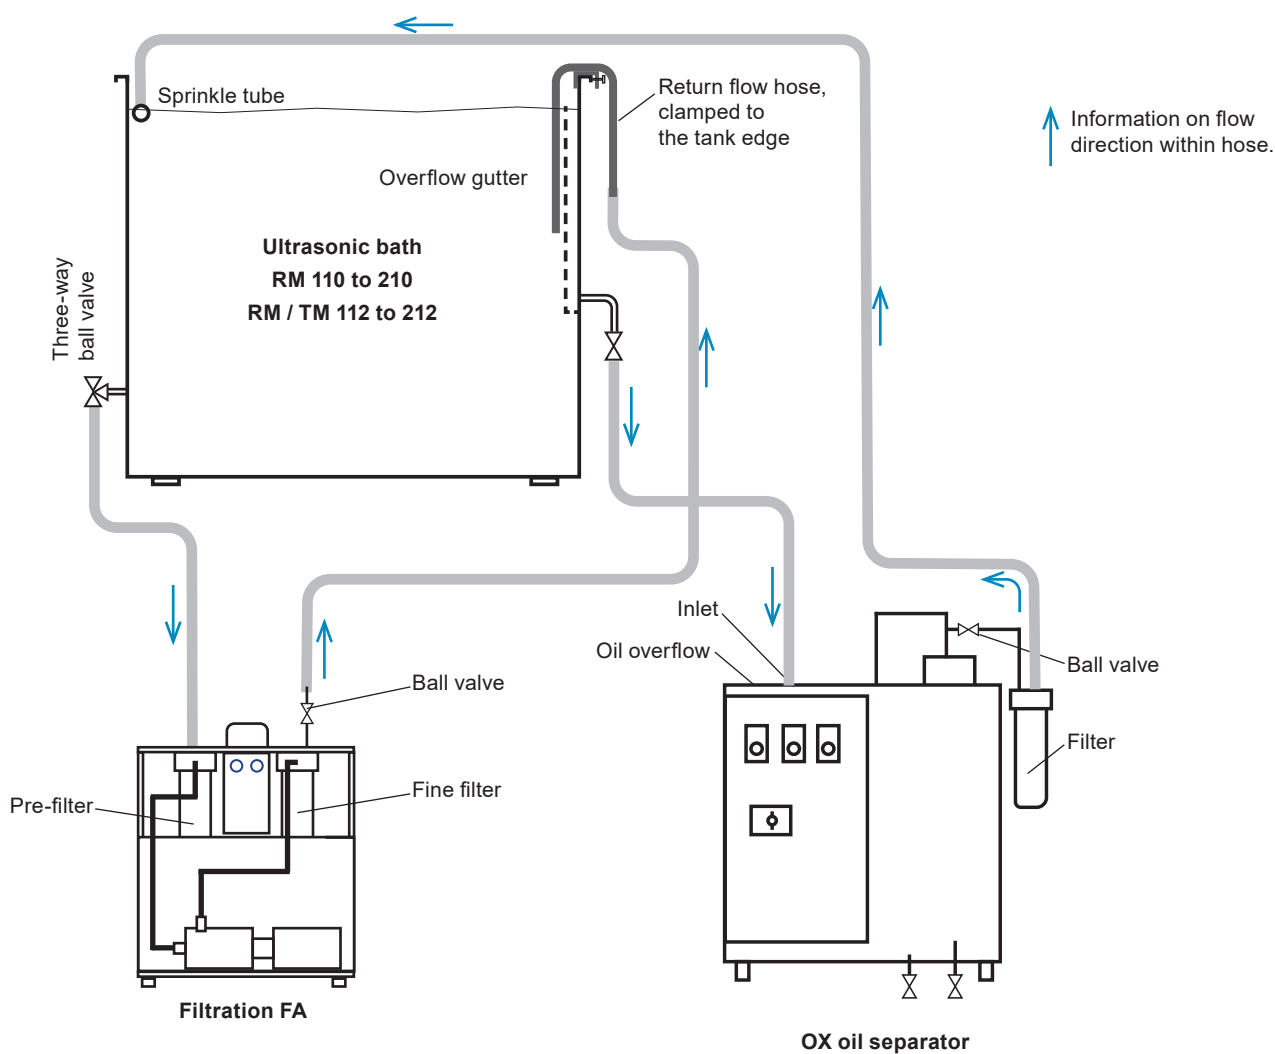 Sprinkle tube
Return flow hose,
clamped to
the tank edge
Information on flow
direction within hose.
Overflow gutter
Ultrasonic bath
RM 110 to 210
RM / TM 112 to 212
Three-way
ball valve
Inlet
Oil overflow
Ball valve
Ball valve
Filter
Pre-filter
Fine filter
Filtration FA
OX oil separator